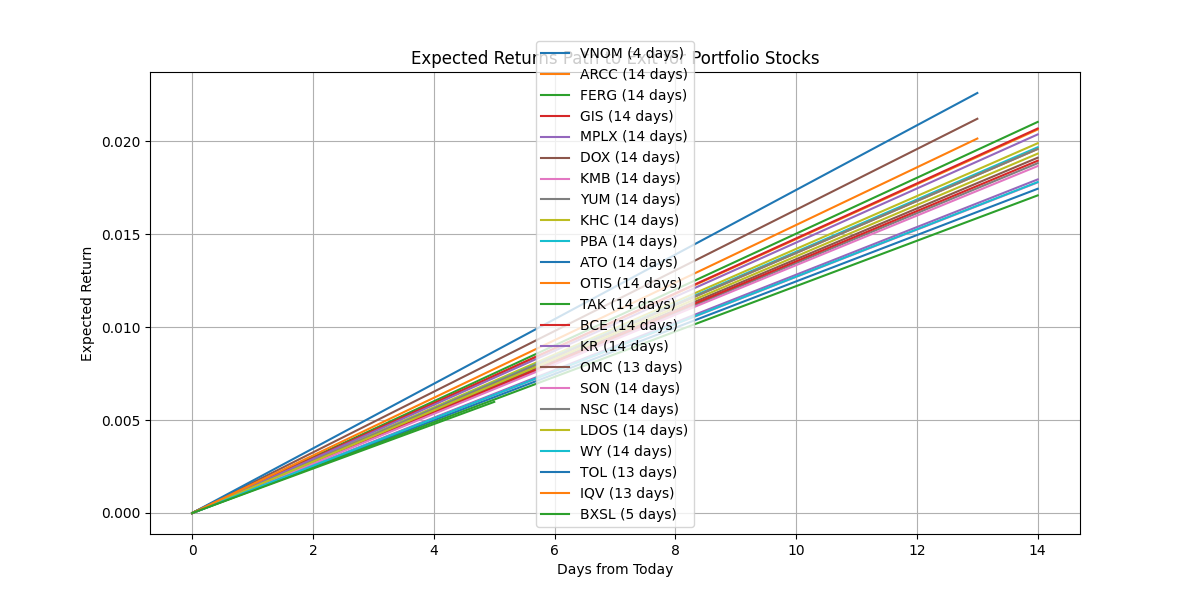 Expected Returns Path to Exit for Portfolio Stocks
VNOM (4 days)
ARCC (14 days)
FERG (14 days)
GIS (14 days)
MPLX (14 days)
DOX (14 days)
KMB (14 days)
YUM (14 days)
KHC (14 days)
PBA (14 days)
ATO (14 days)
OTIS (14 days)
TAK (14 days)
BCE (14 days)
KR (14 days)
OMC (13 days)
SON (14 days)
NSC (14 days)
LDOS (14 days)
WY (14 days)
TOL (13 days)
IQV (13 days)
BXSL (5 days)
Expected Return
0.020
0.015
0.010
0.005
0.000
0 2 4 6 8 10 12 14
Days from Today